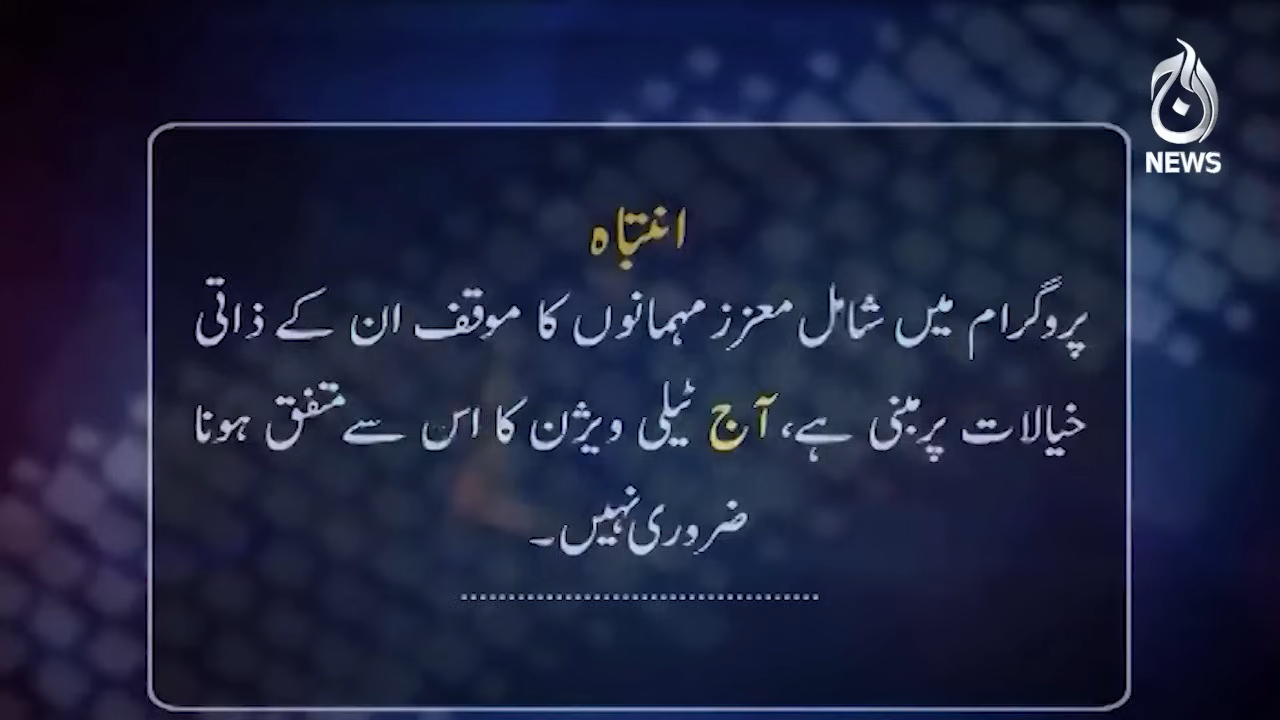 آج
NEWS
انتباہ
پروگرام میں شامل معزز مہمانوں کا موقف ان کے ذاتی
خیالات پر مبنی ہے، آج ٹیلی ویژن کا اس سے متفق ہونا
ضروری نہیں۔